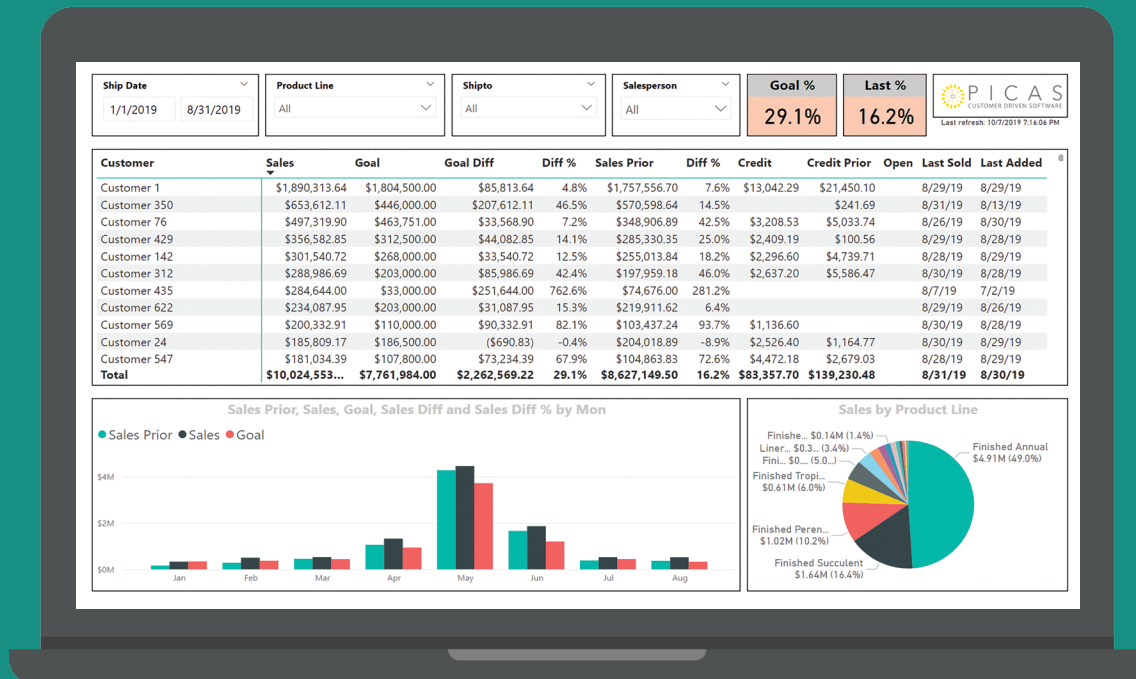 Ship Date
1/1/2019 8/31/2019
Product Line
All
Shipto
All
Salesperson
All
Goal %
29.1%
Last %
16.2%
PICAS
CUSTOMER DRIVEN SOFTWARE
Last refresh: 10/7/2019 7:16:06 PM
Customer Sales Goal Goal Diff Diff % Sales Prior Diff % Credit Credit Prior Open Last Sold Last Added
Customer 1 $1,890,313.64 $1,804,500.00 $85,813.64 4.8% $1,757,556.70 7.6% $13,042.29 $21,450.10 8/29/19 8/29/19
Customer 350 $653,612.11 $446,000.00 $207,612.11 46.5% $570,598.64 14.5% $241.69 8/31/19 8/13/19
Customer 76 $497,319.90 $463,751.00 $33,568.90 7.2% $348,906.89 42.5% $3,208.53 $5,033.74 8/26/19 8/30/19
Customer 429 $356,582.85 $312,500.00 $44,082.85 14.1% $285,330.35 25.0% $2,409.19 $100.56 8/29/19 8/28/19
Customer 142 $301,540.72 $268,000.00 $33,540.72 12.5% $255,013.84 18.2% $2,296.60 $4,739.71 8/28/19 8/29/19
Customer 312 $288,986.69 $203,000.00 $85,986.69 42.4% $197,959.18 46.0% $2,637.20 $5,586.47 8/30/19 8/28/19
Customer 435 $284,644.00 $33,000.00 $251,644.00 762.6% $74,676.00 281.2% 8/7/19 7/2/19
Customer 622 $234,087.95 $203,000.00 $31,087.95 15.3% $219,911.62 6.4% 8/29/19 8/26/19
Customer 569 $200,332.91 $110,000.00 $90,332.91 82.1% $103,437.24 93.7% $1,136.60 8/30/19 8/28/19
Customer 24 $185,809.17 $186,500.00 ($690.83) -0.4% $204,018.89 -8.9% $2,526.40 $1,164.77 8/30/19 8/29/19
Customer 547 $181,034.39 $107,800.00 $73,234.39 67.9% $104,863.83 72.6% $4,472.18 $2,679.03 8/28/19 8/29/19
Total $10,024,553... $7,761,984.00 $2,262,569.22 29.1% $8,627,149.50 16.2% $83,357.70 $139,230.48 8/31/19 8/30/19
Sales Prior, Sales, Goal, Sales Diff and Sales Diff % by Mon
Sales Prior Sales Goal
$4M
$2M
$0M
Jan Feb Mar Apr May Jun Jul Aug
Sales by Product Line
Finishe... $0.14M (1.4%)
Liner... $0.3... (3.4%)
Fini... $0.... (5.0...)
Finished Tropi...
$0.61M (6.0%)
Finished Peren...
$1.02M (10.2%)
Finished Succulent
$1.64M (16.4%)
Finished Annual
$4.91M (49.0%)